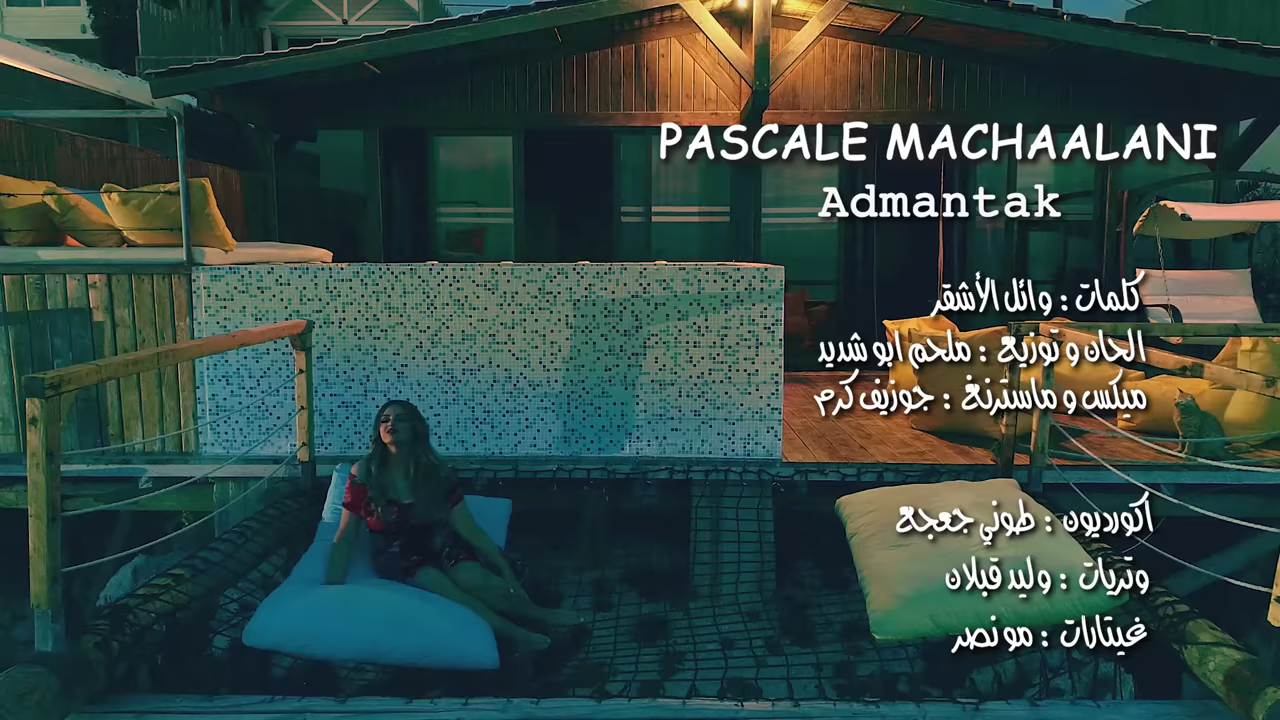 PASCALE MACHAALANI
Admantak
كلمات : وائل الأشقر
الحان و توزيع : ملحم ابو شديد
ميكس و ماسترنغ : جوزيف كرم
اكورديون : طوني جعجع
وتريات : وليد قبلان
غيتارات : مو نصر